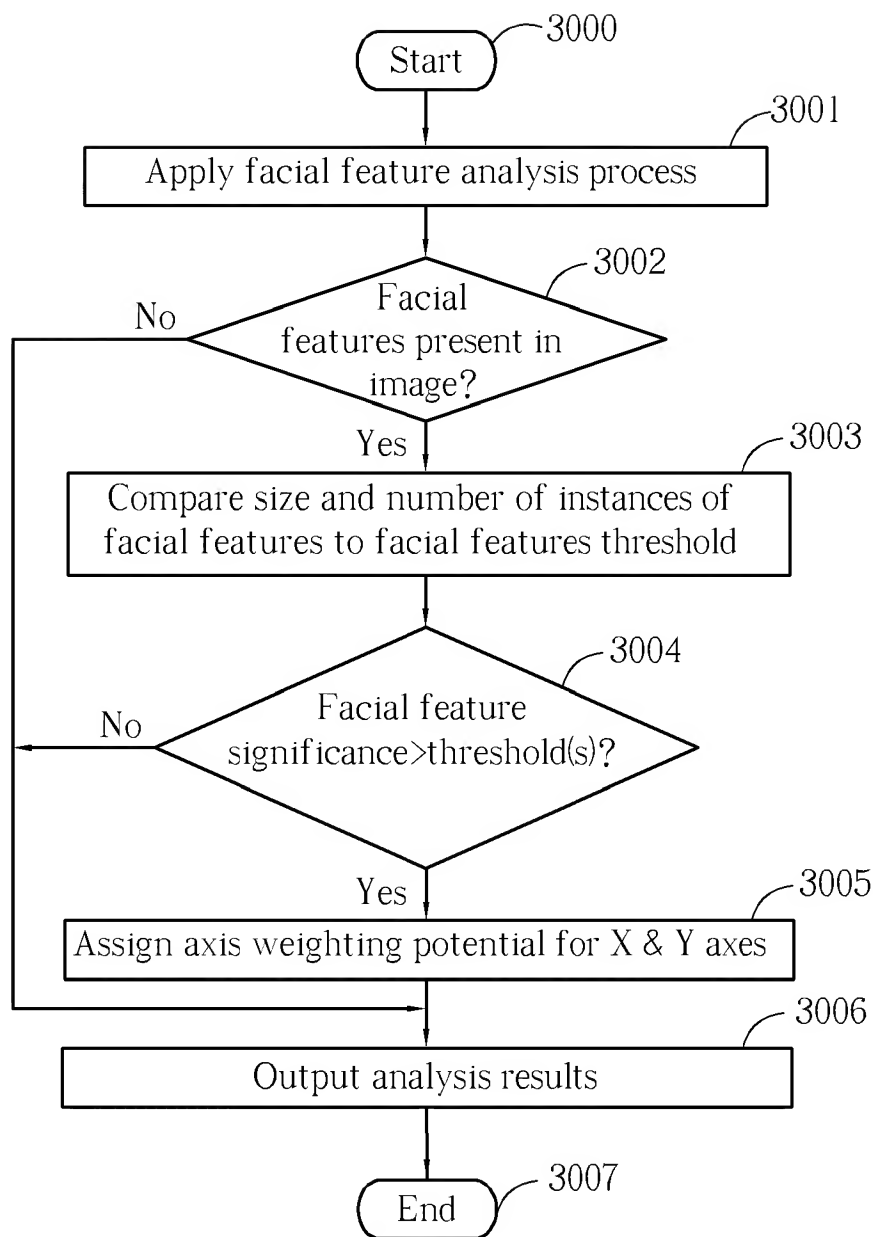 3000
Start
3001
Apply facial feature analysis process
3002
Facial
features present in
image?
No
Yes
3003
Compare size and number of instances of
facial features to facial features threshold
3004
Facial feature
significance>threshold(s)?
No
Yes
3005
Assign axis weighting potential for X & Y axes
3006
Output analysis results
3007
End